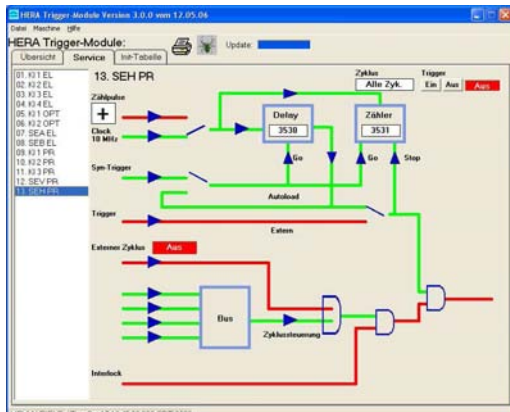 HERA Trigger-Module Version 3.0.0 vom 12.05.06
Datei Maschine Hilfe
HERA Trigger-Module:
Update:
Übersicht Service Init-Tabelle
01. KI 1 EL
02. KI 2 EL
03. KI 3 EL
04. KI 4 EL
05. KI 1 OPT
06. KI 2 OPT
07. SEA EL
08. SEB EL
09. KI 1 PR
10. KI 2 PR
11. KI 3 PR
12. SEV PR
13. SEH PR
13. SEH PR
Zyklus
Alle Zyk.
Trigger
Ein Aus Aus
Zählpulse
+
Clock
10 MHz
Delay
3530
Zähler
3531
Go
Go
Stop
Syn-Trigger
Autoload
Trigger
Extern
Externer Zyklus Aus
Bus
Zyklussteuerung
Interlock